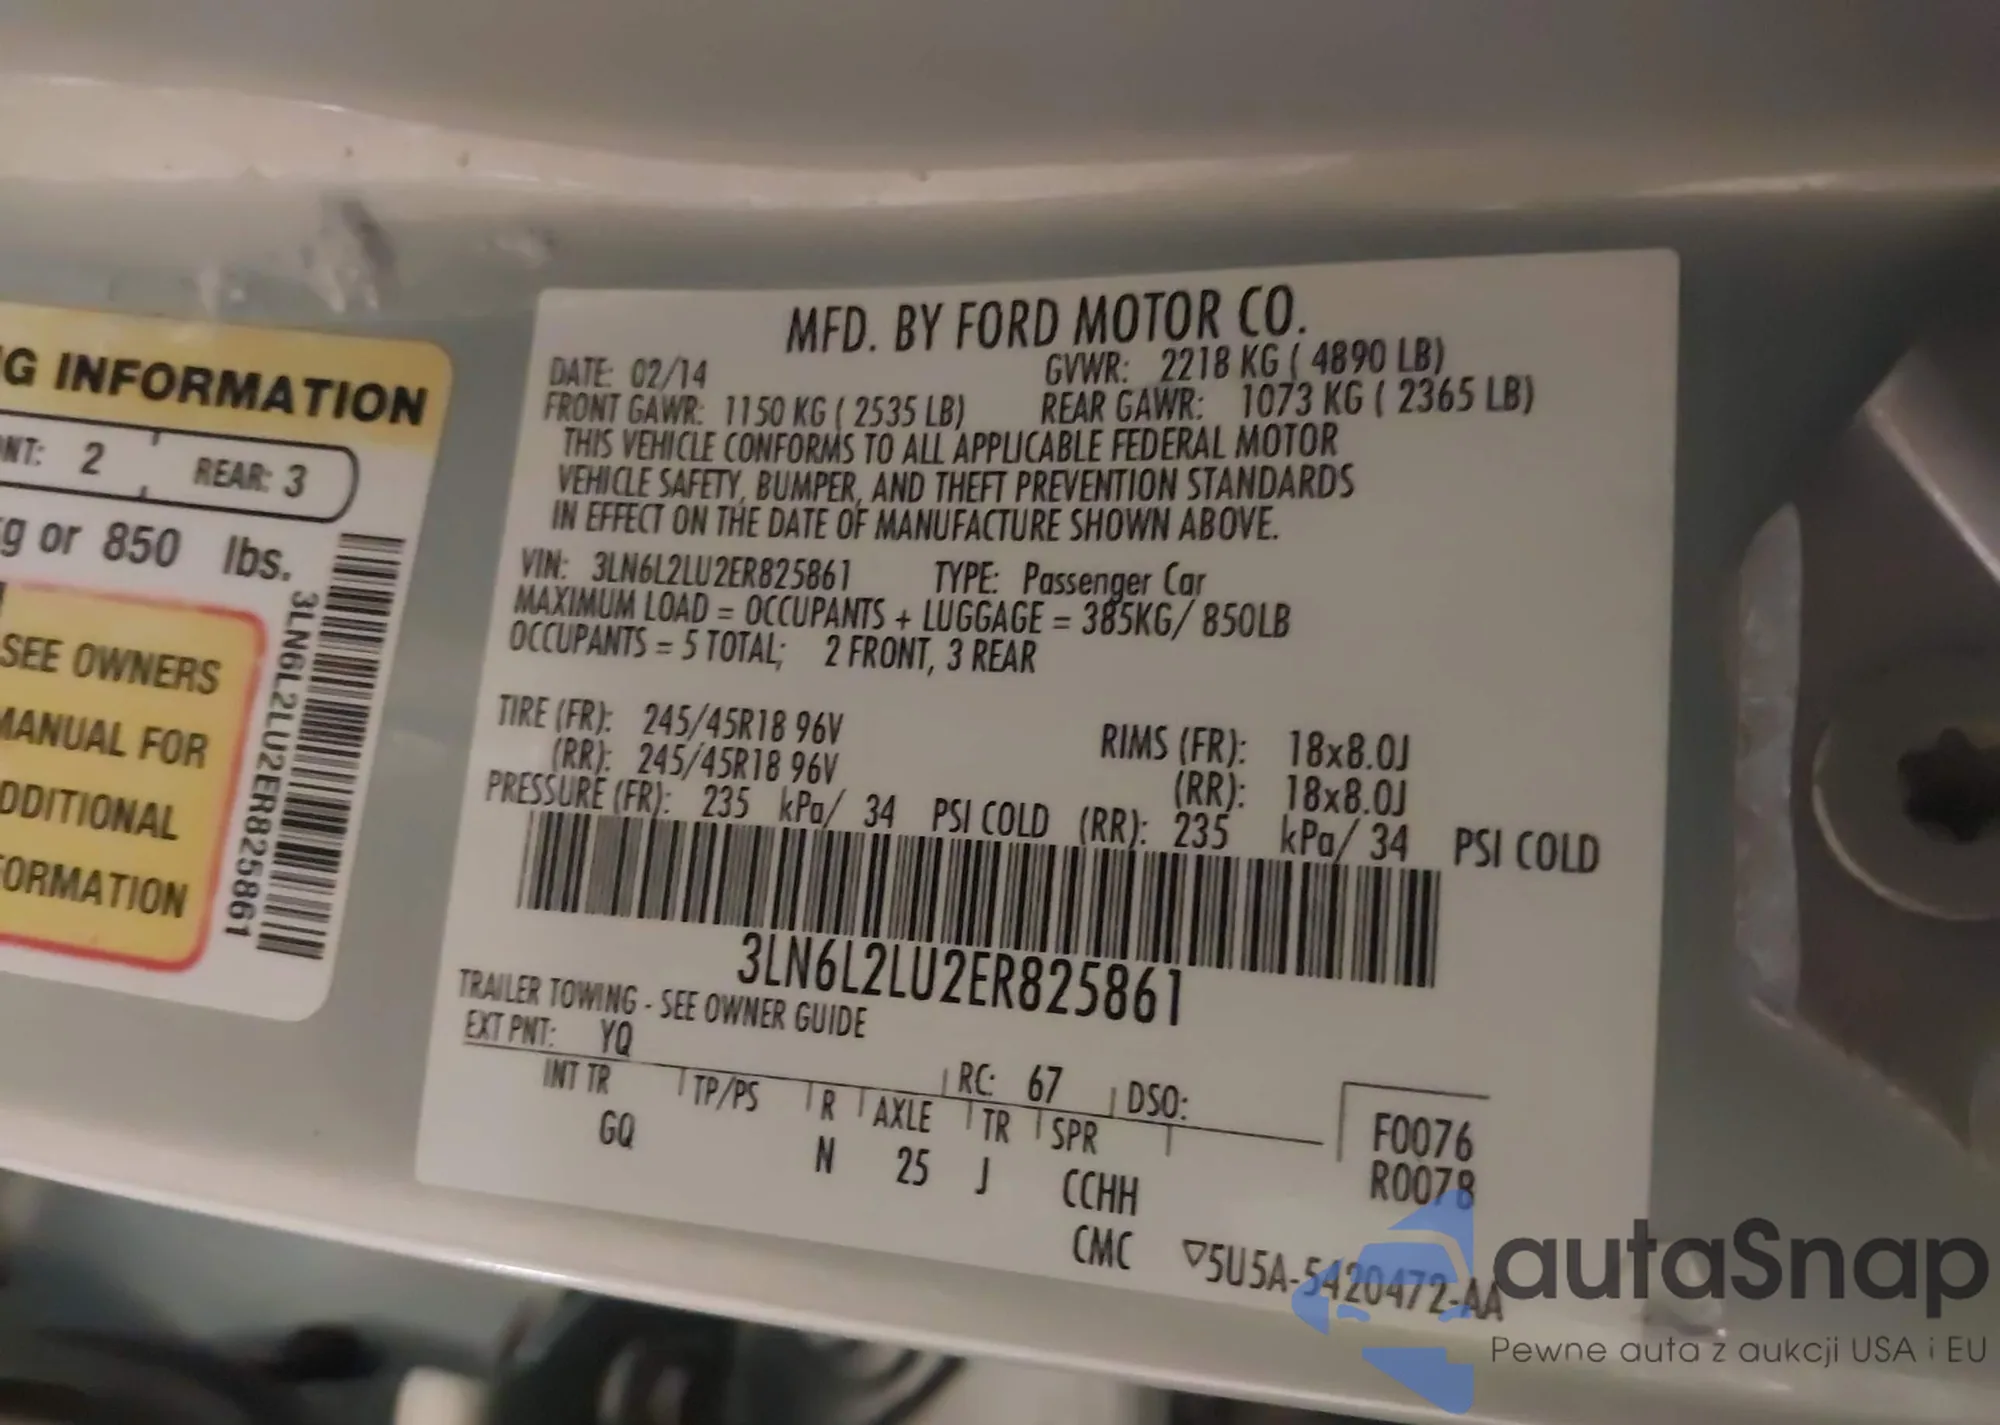 G INFORMATION
NT: 2 REAR: 3
g or 850 lbs.
SEE OWNERS
MANUAL FOR
DDITIONAL
FORMATION
3LN6L2LU2ER825861
MFD. BY FORD MOTOR CO.
DATE: 02/14 GVWR: 2218 KG ( 4890 LB)
FRONT GAWR: 1150 KG ( 2535 LB) REAR GAWR: 1073 KG ( 2365 LB)
THIS VEHICLE CONFORMS TO ALL APPLICABLE FEDERAL MOTOR
VEHICLE SAFETY, BUMPER, AND THEFT PREVENTION STANDARDS
IN EFFECT ON THE DATE OF MANUFACTURE SHOWN ABOVE.
VIN: 3LN6L2LU2ER825861 TYPE: Passenger Car
MAXIMUM LOAD = OCCUPANTS + LUGGAGE = 385KG/ 850LB
OCCUPANTS = 5 TOTAL; 2 FRONT, 3 REAR
TIRE (FR): 245/45R18 96V RIMS (FR): 18x8.0J
(RR): 245/45R18 96V (RR): 18x8.0J
PRESSURE (FR): 235 kPa/ 34 PSI COLD (RR): 235 kPa/ 34 PSI COLD
3LN6L2LU2ER825861
TRAILER TOWING - SEE OWNER GUIDE
EXT PNT: YQ RC: 67 DSO:
INT TR TP/PS R AXLE TR SPR F0076
GQ N 25 J CCHH R0078
CMC ▽5U5A-5420472-AA
autaSnap
Pewne auta z aukcji USA i EU